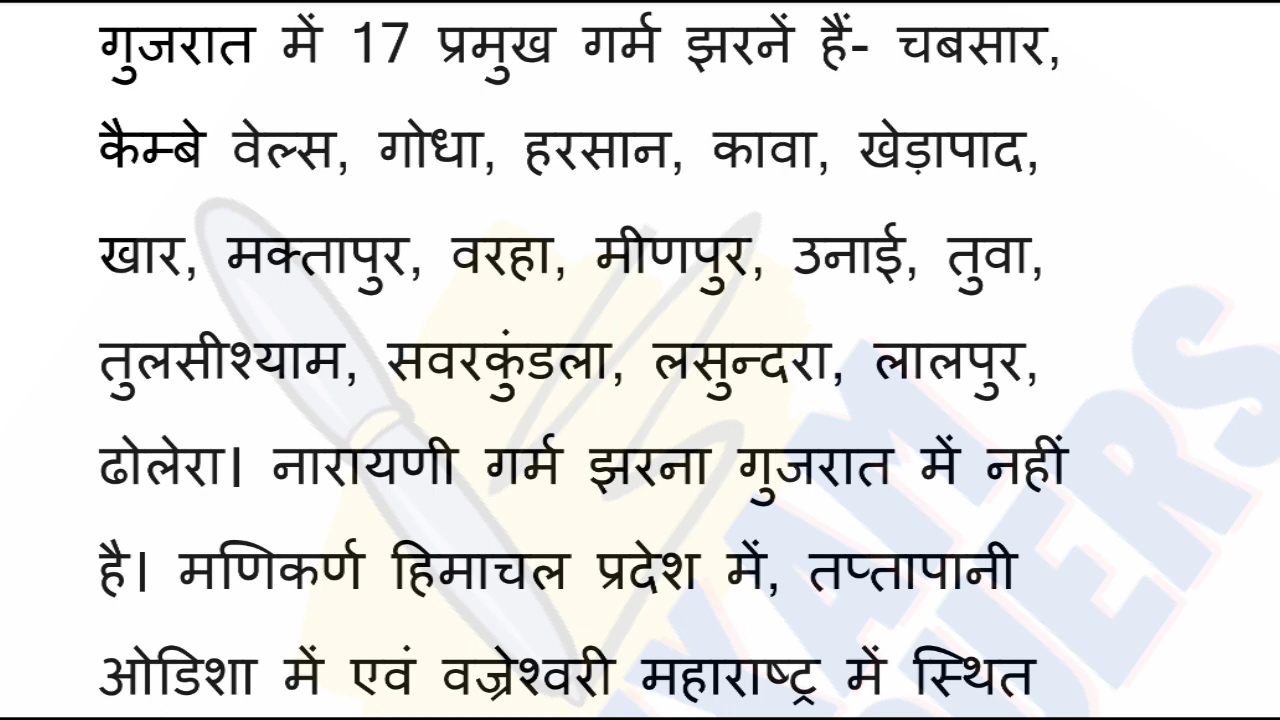 गुजरात में 17 प्रमुख गर्म झरनें हैं- चबसार,
कैम्बे वेल्स, गोधा, हरसान, कावा, खेड़ापाद,
खार, मक्तापुर, वरहा, मीणपुर, उनाई, तुवा,
तुलसीश्याम, सवरकुंडला, लसुन्दरा, लालपुर,
ढोलेरा। नारायणी गर्म झरना गुजरात में नहीं
है। मणिकर्ण हिमाचल प्रदेश में, तप्तापानी
ओडिशा में एवं वज्रेश्वरी महाराष्ट्र में स्थित